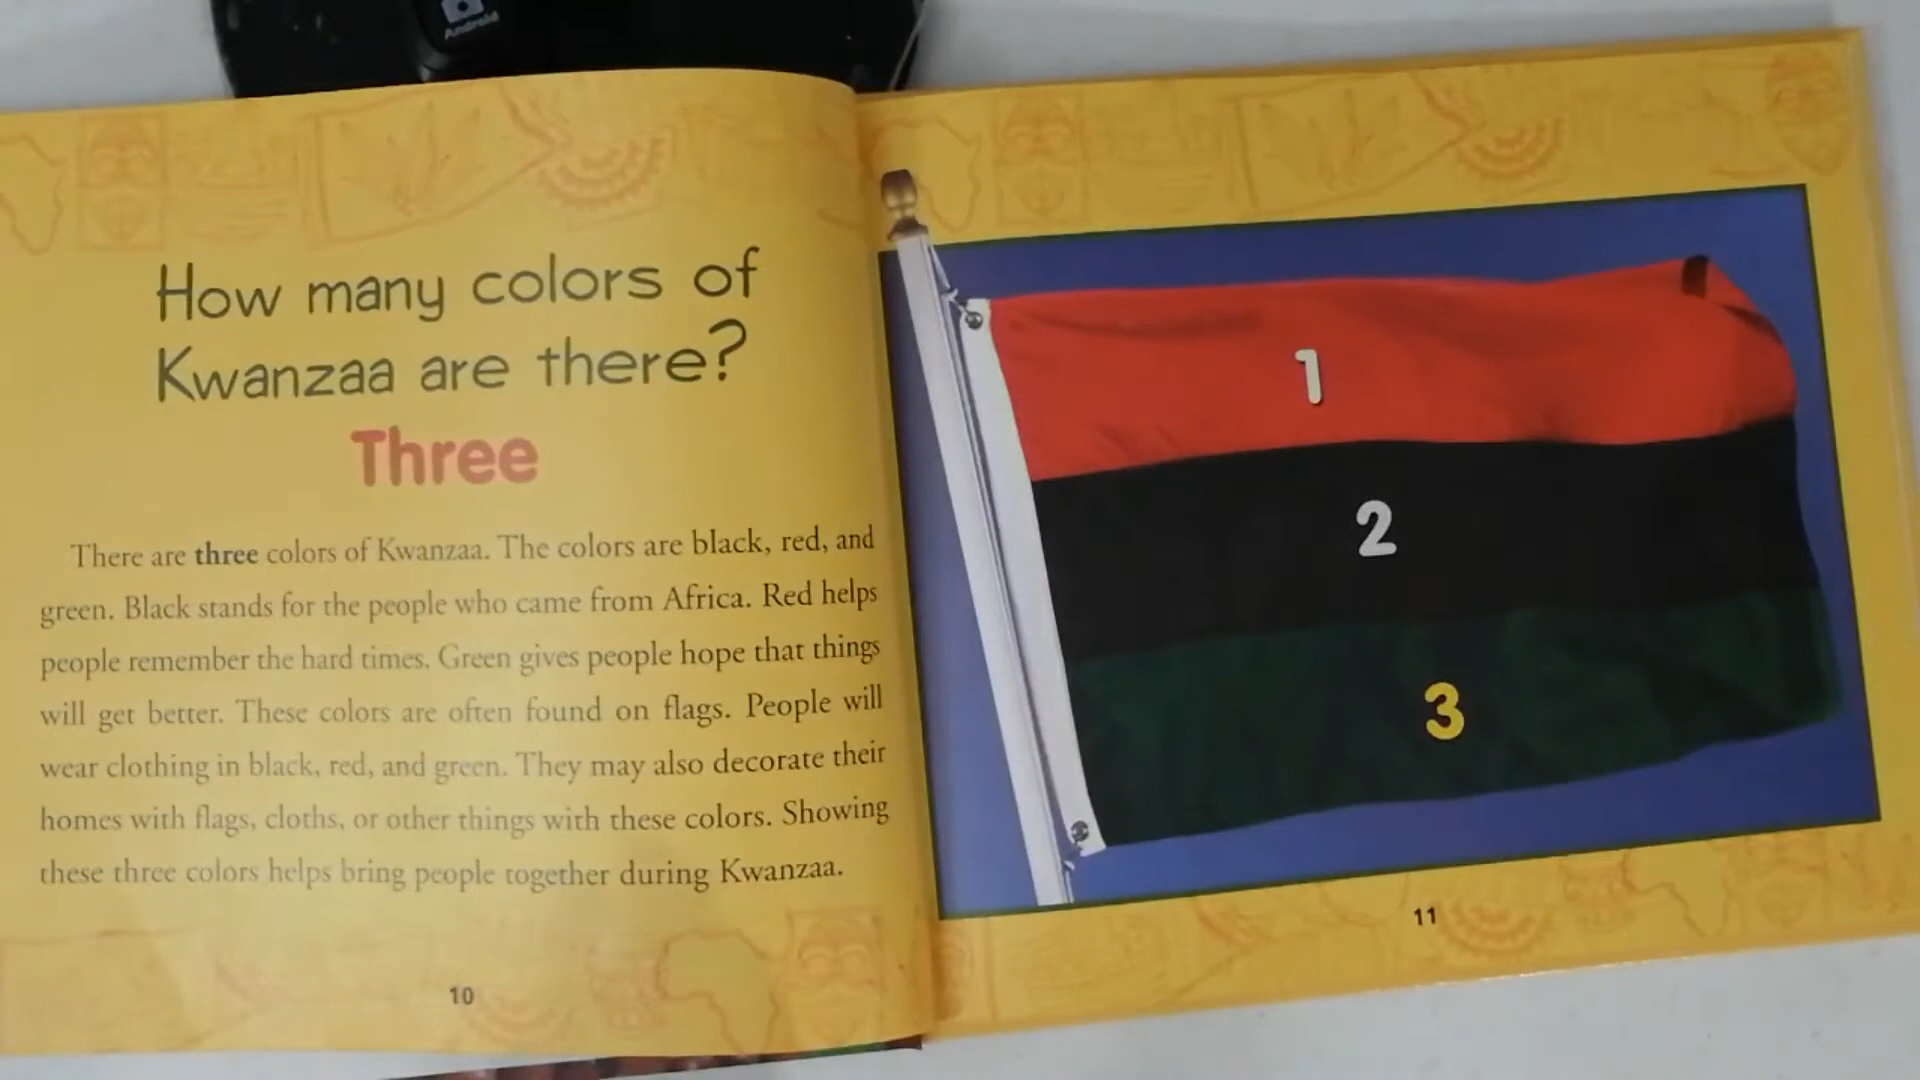 Android
How many colors of
Kwanzaa are there?
Three
There are three colors of Kwanzaa. The colors are black, red, and
green. Black stands for the people who came from Africa. Red helps
people remember the hard times. Green gives people hope that things
will get better. These colors are often found on flags. People will
wear clothing in black, red, and green. They may also decorate their
homes with flags, cloths, or other things with these colors. Showing
these three colors helps bring people together during Kwanzaa.
10
1
2
3
11